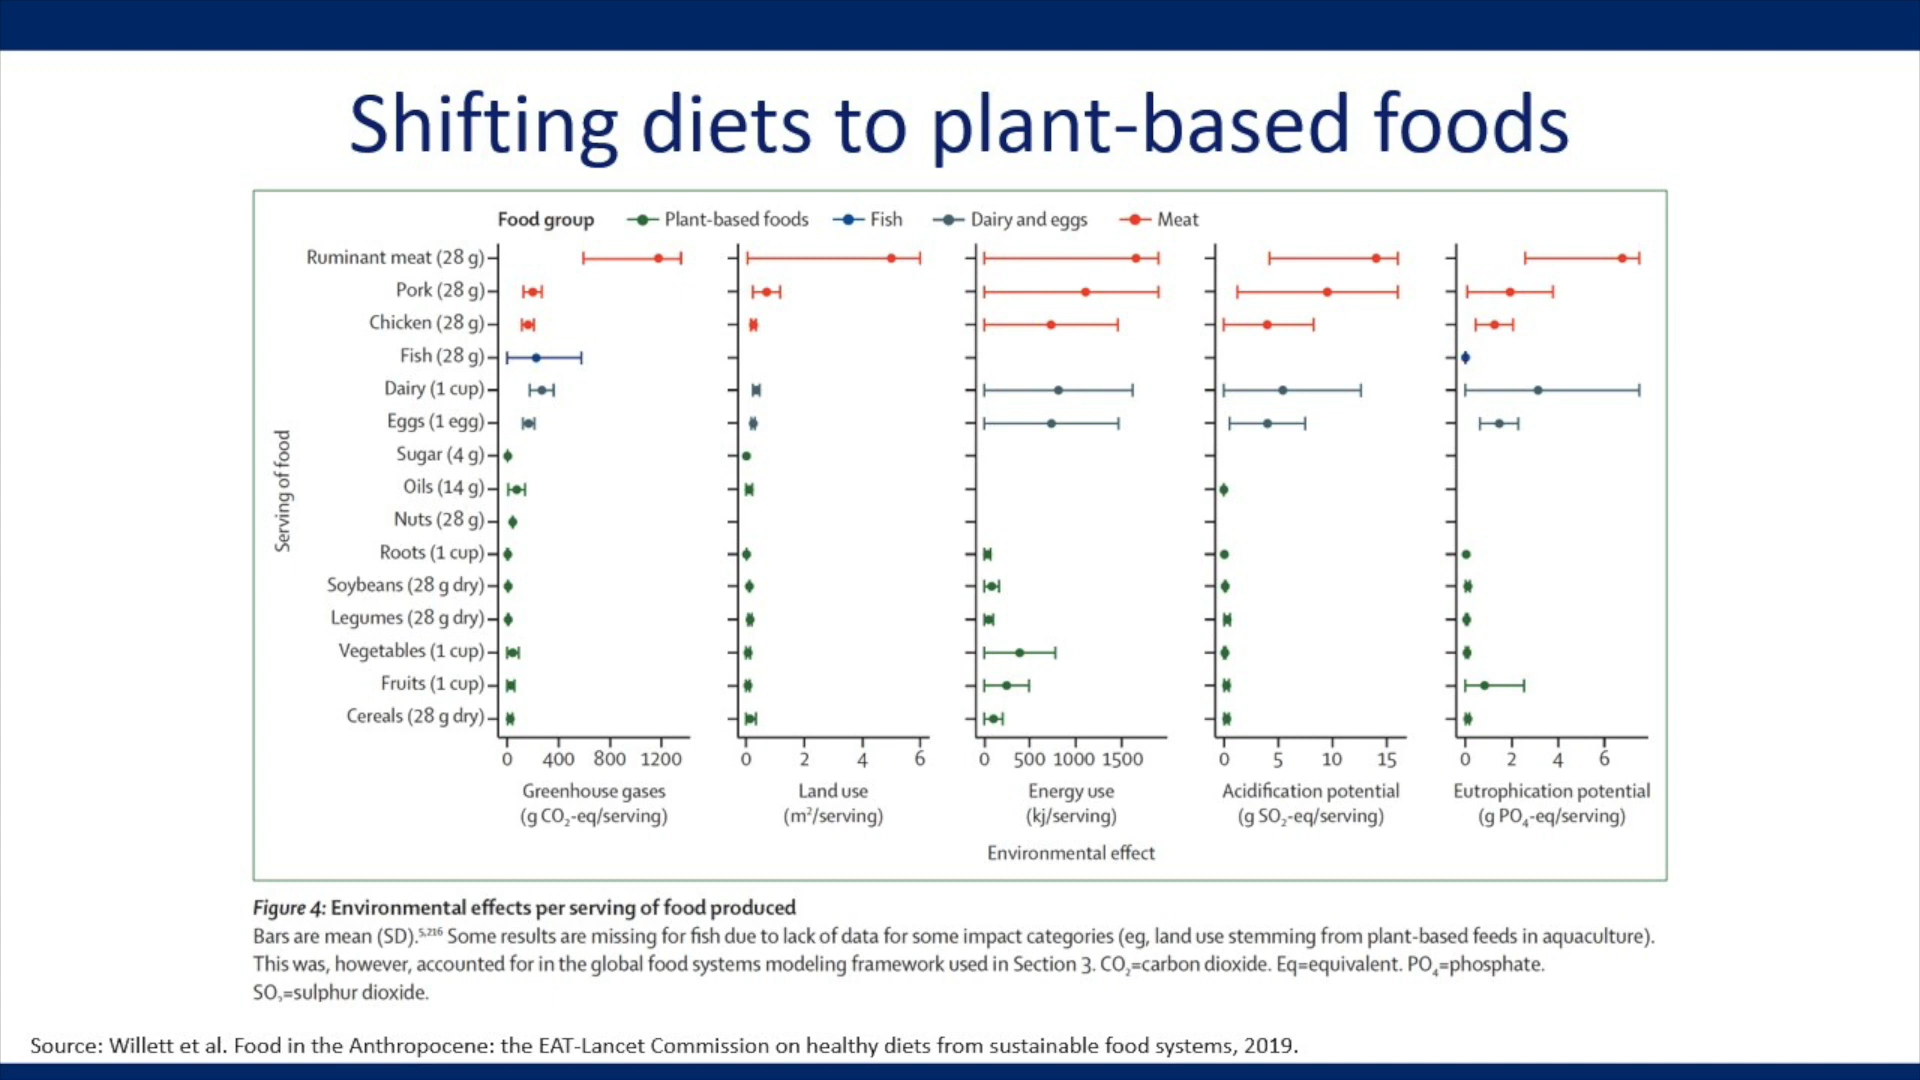 Shifting diets to plant-based foods
Food group Plant-based foods Fish Dairy and eggs Meat
Serving of food
Ruminant meat (28 g)
Pork (28 g)
Chicken (28 g)
Fish (28 g)
Dairy (1 cup)
Eggs (1 egg)
Sugar (4 g)
Oils (14 g)
Nuts (28 g)
Roots (1 cup)
Soybeans (28 g dry)
Legumes (28 g dry)
Vegetables (1 cup)
Fruits (1 cup)
Cereals (28 g dry)
0 400 800 1200
Greenhouse gases
(g CO₂-eq/serving)
0 2 4 6
Land use
(m²/serving)
0 500 1000 1500
Energy use
(kj/serving)
0 5 10 15
Acidification potential
(g SO₂-eq/serving)
0 2 4 6
Eutrophication potential
(g PO₄-eq/serving)
Environmental effect
Figure 4: Environmental effects per serving of food produced
Bars are mean (SD).⁵,²¹⁶ Some results are missing for fish due to lack of data for some impact categories (eg, land use stemming from plant-based feeds in aquaculture).
This was, however, accounted for in the global food systems modeling framework used in Section 3. CO₂=carbon dioxide. Eq=equivalent. PO₄=phosphate.
SO₂=sulphur dioxide.
Source: Willett et al. Food in the Anthropocene: the EAT-Lancet Commission on healthy diets from sustainable food systems, 2019.